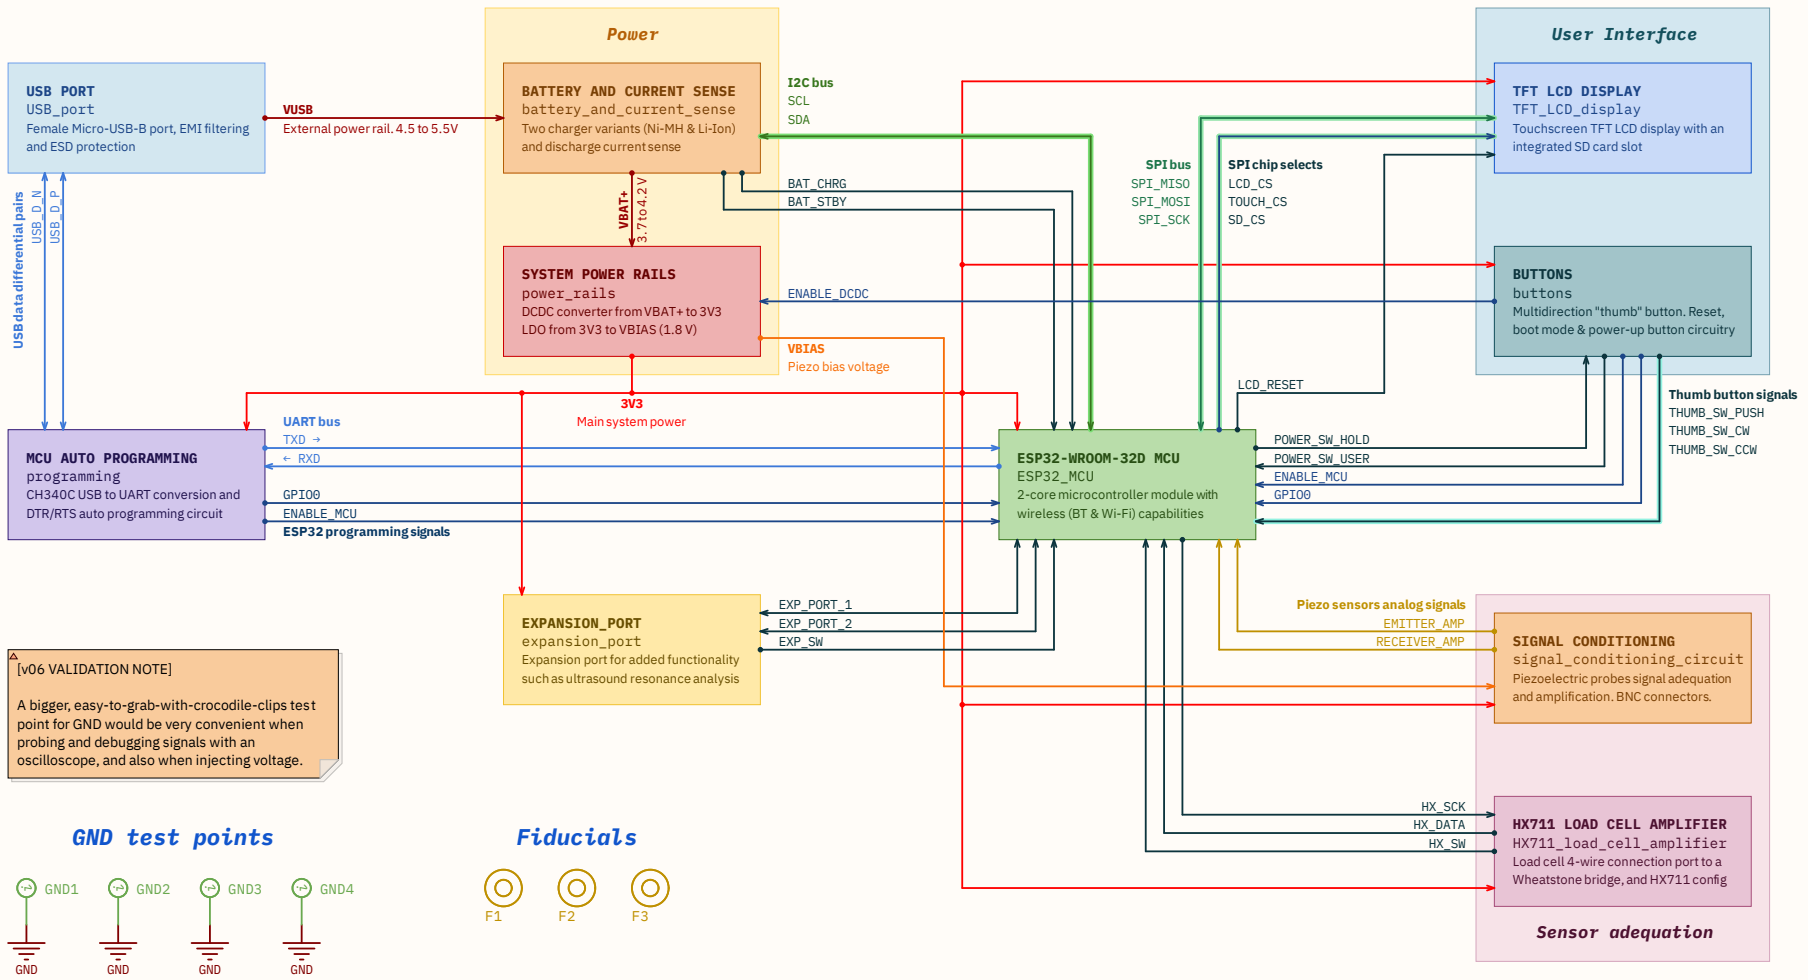 Power
User Interface
USB PORT
USB_port
Female Micro-USB-B port, EMI filtering
and ESD protection
VUSB
External power rail. 4.5 to 5.5V
BATTERY AND CURRENT SENSE
battery_and_current_sense
Two charger variants (Ni-MH & Li-Ion)
and discharge current sense
I2C bus
SCL
SDA
TFT LCD DISPLAY
TFT_LCD_display
Touchscreen TFT LCD display with an
integrated SD card slot
SPI bus
SPI_MISO
SPI_MOSI
SPI_SCK
SPI chip selects
LCD_CS
TOUCH_CS
SD_CS
BAT_CHRG
BAT_STBY
VBAT+
3.7 to 4.2 V
USB data differential pairs
USB_D_N
USB_D_P
SYSTEM POWER RAILS
power_rails
DCDC converter from VBAT+ to 3V3
LDO from 3V3 to VBIAS (1.8 V)
ENABLE_DCDC
BUTTONS
buttons
Multidirection "thumb" button. Reset,
boot mode & power-up button circuitry
VBIAS
Piezo bias voltage
3V3
Main system power
LCD_RESET
Thumb button signals
THUMB_SW_PUSH
THUMB_SW_CW
THUMB_SW_CCW
MCU AUTO PROGRAMMING
programming
CH340C USB to UART conversion and
DTR/RTS auto programming circuit
UART bus
TXD →
← RXD
GPIO0
ENABLE_MCU
ESP32 programming signals
ESP32-WROOM-32D MCU
ESP32_MCU
2-core microcontroller module with
wireless (BT & Wi-Fi) capabilities
POWER_SW_HOLD
POWER_SW_USER
ENABLE_MCU
GPIO0
EXPANSION_PORT
expansion_port
Expansion port for added functionality
such as ultrasound resonance analysis
EXP_PORT_1
EXP_PORT_2
EXP_SW
Piezo sensors analog signals
EMITTER_AMP
RECEIVER_AMP
SIGNAL CONDITIONING
signal_conditioning_circuit
Piezoelectric probes signal adequation
and amplification. BNC connectors.
[v06 VALIDATION NOTE]
A bigger, easy-to-grab-with-crocodile-clips test
point for GND would be very convenient when
probing and debugging signals with an
oscilloscope, and also when injecting voltage.
HX_SCK
HX_DATA
HX_SW
HX711 LOAD CELL AMPLIFIER
HX711_load_cell_amplifier
Load cell 4-wire connection port to a
Wheatstone bridge, and HX711 config
Sensor adequation
GND test points
GND1
GND2
GND3
GND4
GND
GND
GND
GND
Fiducials
F1
F2
F3